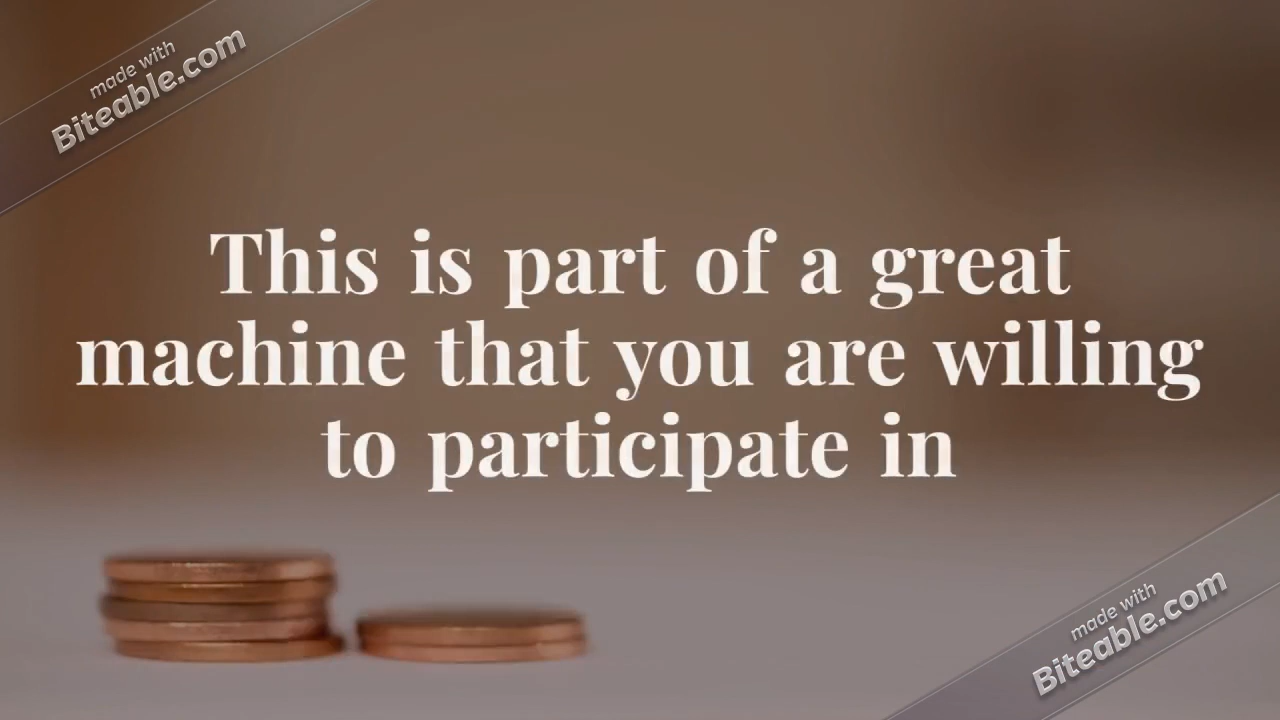 made with
Biteable.com
This is part of a great
machine that you are willing
to participate in
made with
Biteable.com